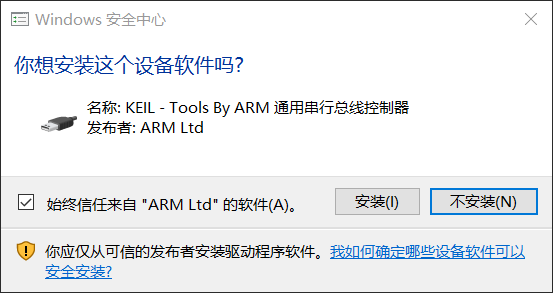 Windows 安全中心
你想安装这个设备软件吗?
名称: KEIL - Tools By ARM 通用串行总线控制器
发布者: ARM Ltd
始终信任来自 "ARM Ltd" 的软件(A)。
安装(I)
不安装(N)
你应仅从可信的发布者安装驱动程序软件。我如何确定哪些设备软件可以
安全安装?